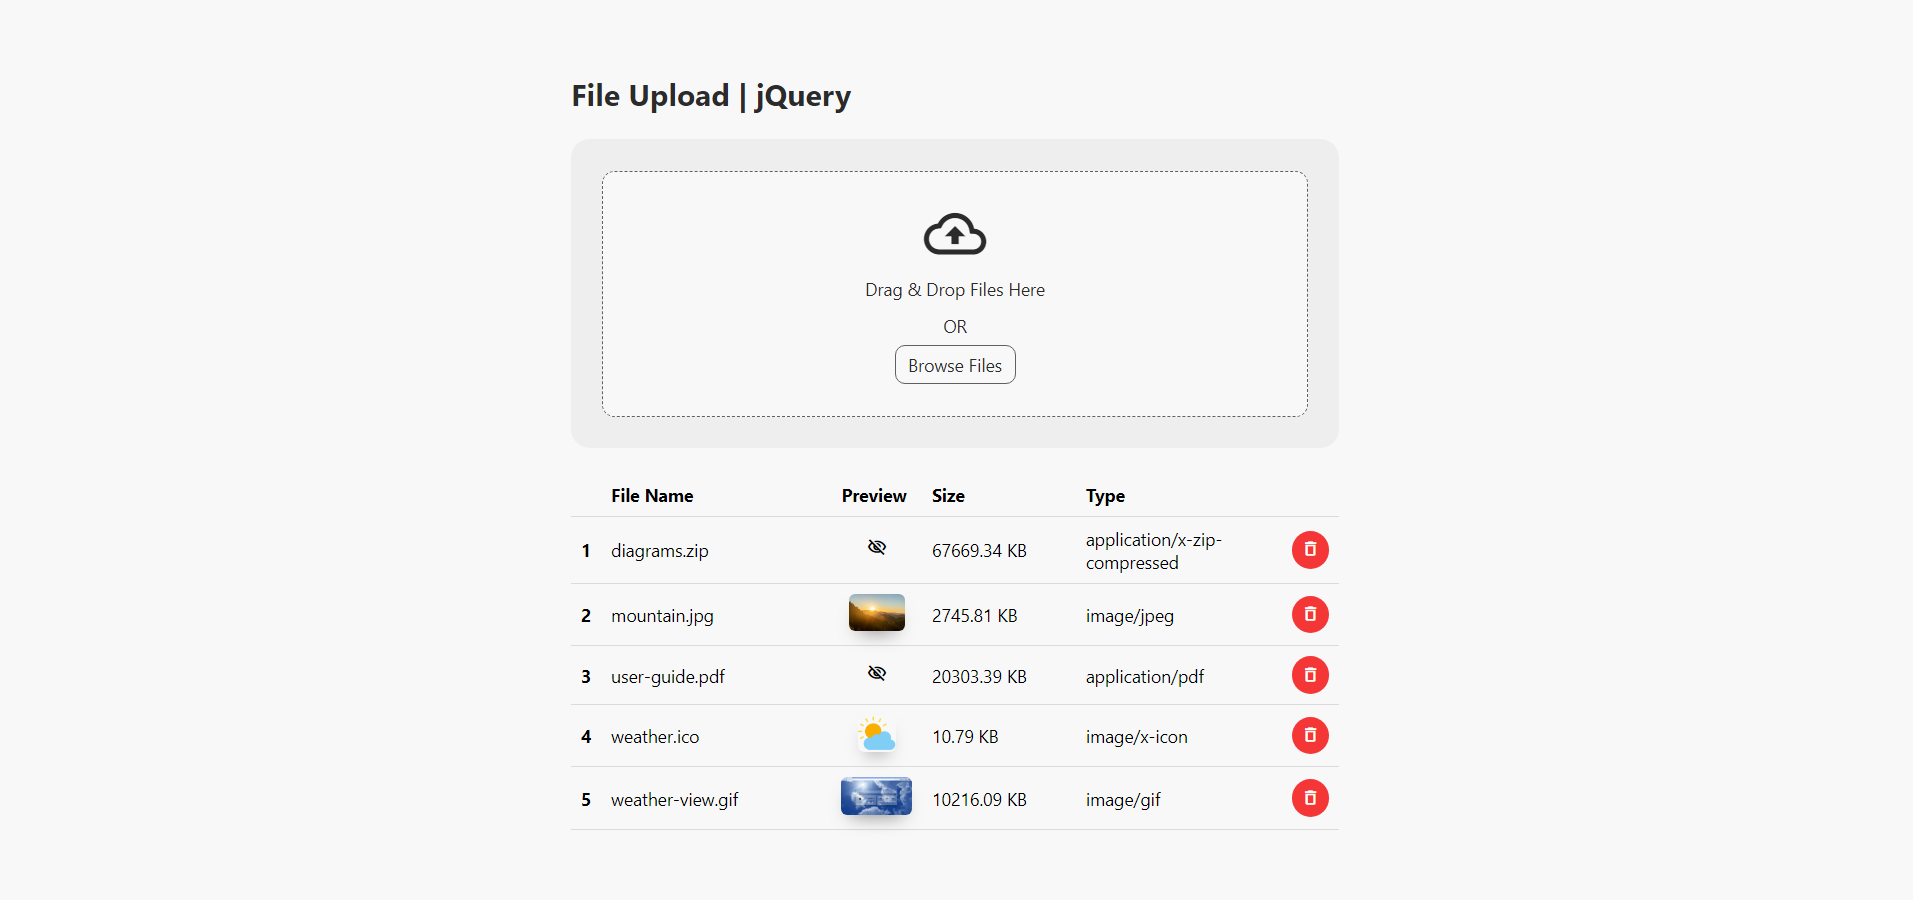 File Upload | jQuery
Drag & Drop Files Here
OR
Browse Files
File Name Preview Size Type
1 diagrams.zip 67669.34 KB application/x-zip-
compressed
2 mountain.jpg 2745.81 KB image/jpeg
3 user-guide.pdf 20303.39 KB application/pdf
4 weather.ico 10.79 KB image/x-icon
5 weather-view.gif 10216.09 KB image/gif